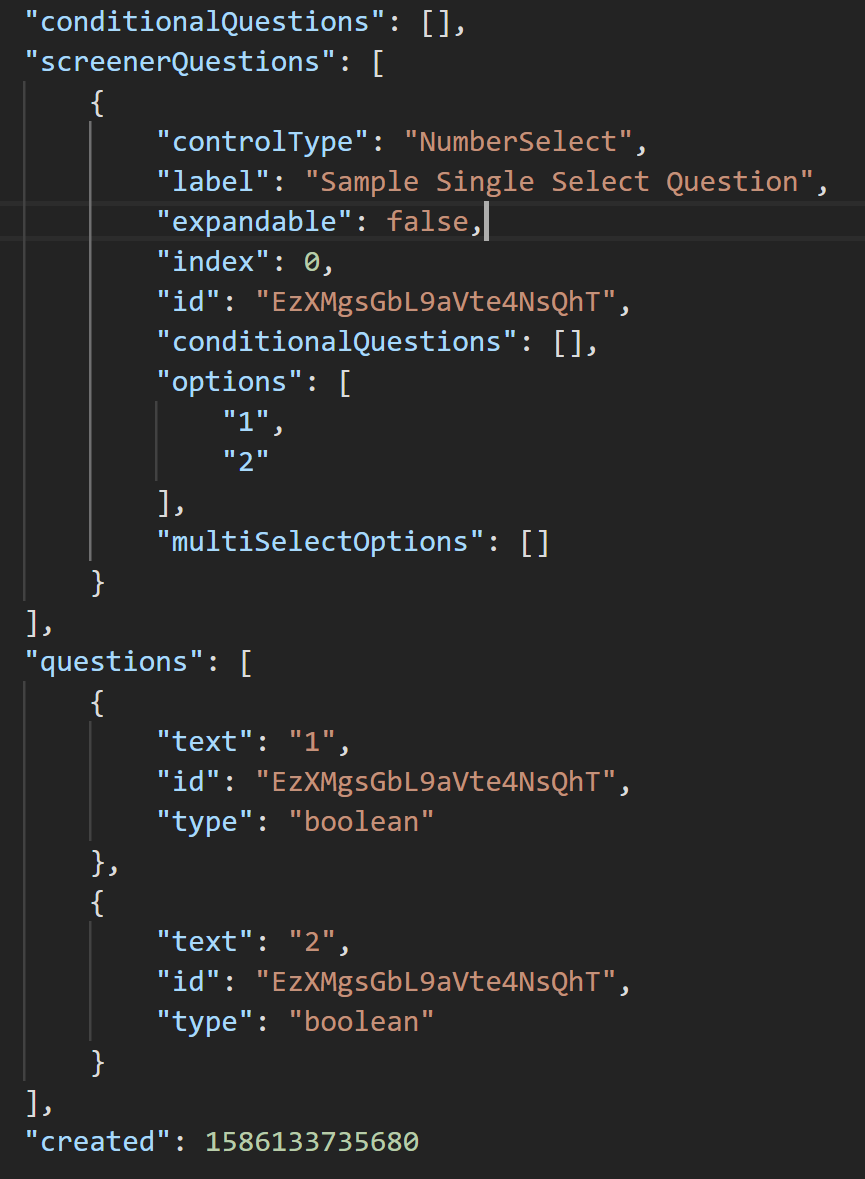 "conditionalQuestions": [],
"screenerQuestions": [
{
"controlType": "NumberSelect",
"label": "Sample Single Select Question",
"expandable": false,
"index": 0,
"id": "EzXMgsGbL9aVte4NsQhT",
"conditionalQuestions": [],
"options": [
"1",
"2"
],
"multiSelectOptions": []
}
],
"questions": [
{
"text": "1",
"id": "EzXMgsGbL9aVte4NsQhT",
"type": "boolean"
},
{
"text": "2",
"id": "EzXMgsGbL9aVte4NsQhT",
"type": "boolean"
}
],
"created": 1586133735680